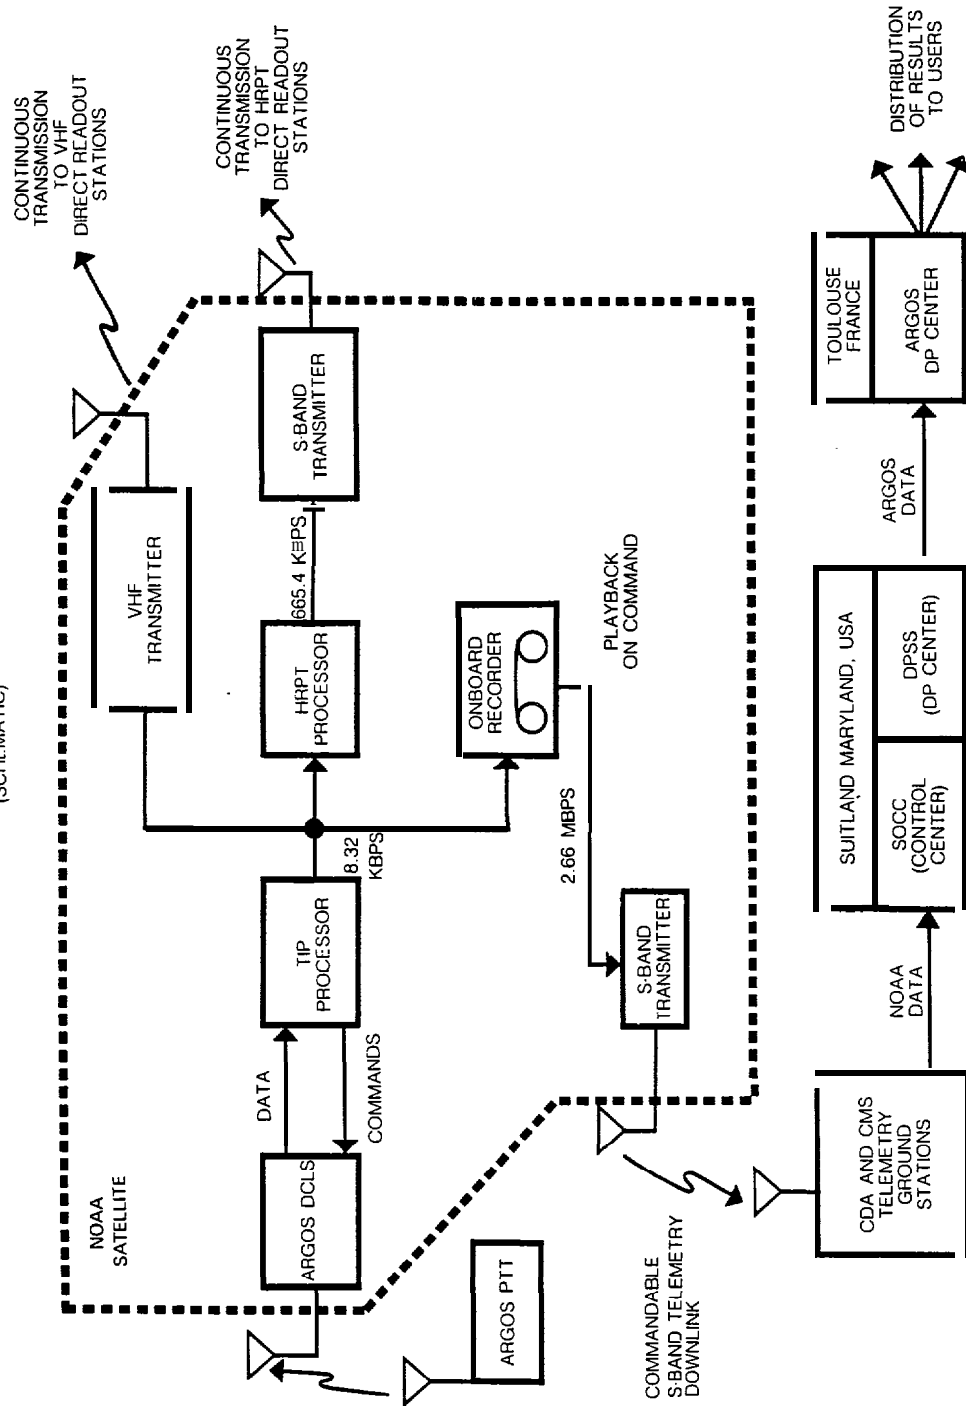 (SCHEMATIC)
CONTINUOUS
TRANSMISSION
TO VHF
DIRECT READOUT
STATIONS
CONTINUOUS
TRANSMISSION
TO HRPT
DIRECT READOUT
STATIONS
NOAA
SATELLITE
VHF
TRANSMITTER
ARGOS DCLS
DATA
COMMANDS
TIP
PROCESSOR
8.32
KBPS
HRPT
PROCESSOR
665.4 KBPS
S-BAND
TRANSMITTER
ONBOARD
RECORDER
PLAYBACK
ON COMMAND
2.66 MBPS
S-BAND
TRANSMITTER
ARGOS PTT
COMMANDABLE
S-BAND TELEMETRY
DOWNLINK
CDA AND CMS
TELEMETRY
GROUND
STATIONS
NOAA
DATA
SUITLAND MARYLAND, USA
SOCC
(CONTROL
CENTER)
DPSS
(DP CENTER)
ARGOS
DATA
TOULOUSE
FRANCE
ARGOS
DP CENTER
DISTRIBUTION
OF RESULTS
TO USERS